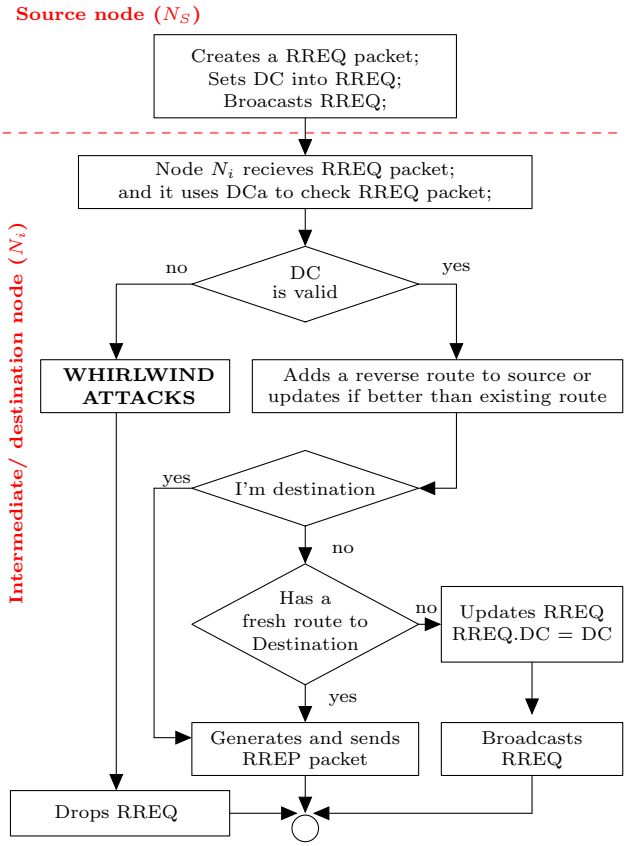 Source node (N_S)
Creates a RREQ packet;
Sets DC into RREQ;
Broacasts RREQ;
Node N_i recieves RREQ packet;
and it uses DCa to check RREQ packet;
Intermediate/ destination node (N_i)
DC
is valid
no
yes
WHIRLWIND
ATTACKS
Adds a reverse route to source or
updates if better than existing route
I'm destination
yes
no
Has a
fresh route to
Destination
no
Updates RREQ
RREQ.DC = DC
yes
Generates and sends
RREP packet
Broadcasts
RREQ
Drops RREQ